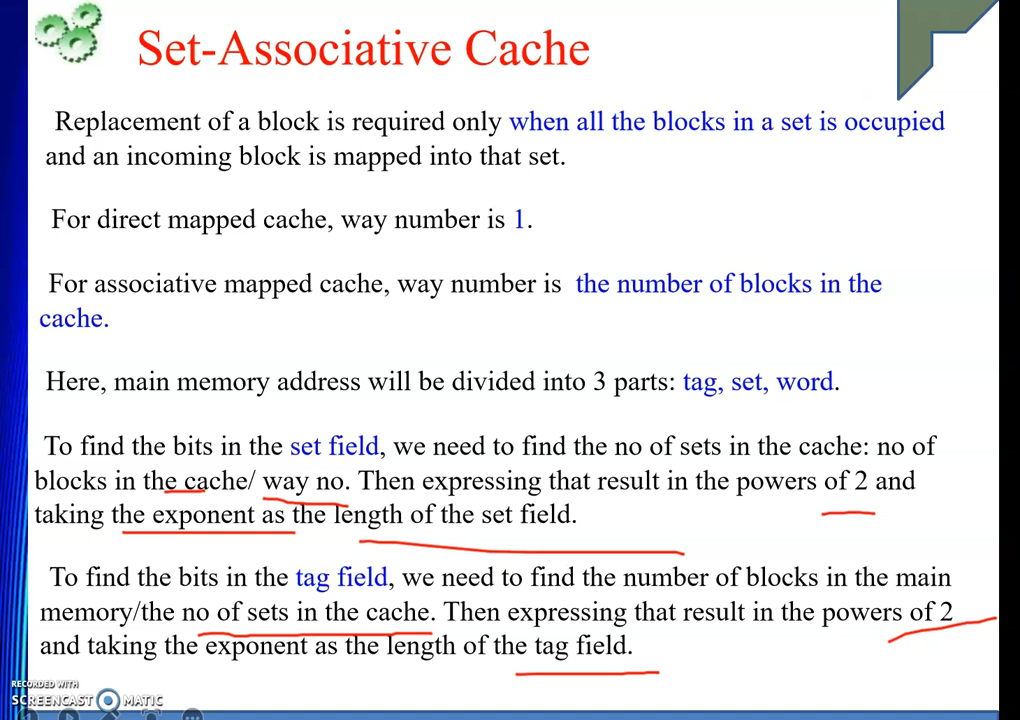 Set-Associative Cache
Replacement of a block is required only when all the blocks in a set is occupied
and an incoming block is mapped into that set.
For direct mapped cache, way number is 1.
For associative mapped cache, way number is the number of blocks in the
cache.
Here, main memory address will be divided into 3 parts: tag, set, word.
To find the bits in the set field, we need to find the no of sets in the cache: no of
blocks in the cache/ way no. Then expressing that result in the powers of 2 and
taking the exponent as the length of the set field.
To find the bits in the tag field, we need to find the number of blocks in the main
memory/the no of sets in the cache. Then expressing that result in the powers of 2
and taking the exponent as the length of the tag field.
RECORDED WITH
SCREENCAST MATIC